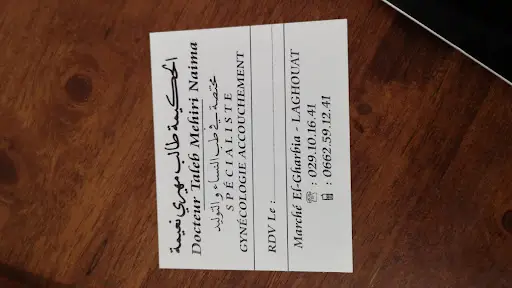 الحكيمة طالب مهيري نعيمة
Docteur Taleb Mehiri Naima
مختصة في طب النساء و التوليد
SPÉCIALISTE
GYNÉCOLOGIE ACCOUCHEMENT
RDV Le :
Marché El-Gharbia - LAGHOUAT
☎ : 029.10.16.41
📱 : 0662.59.12.41